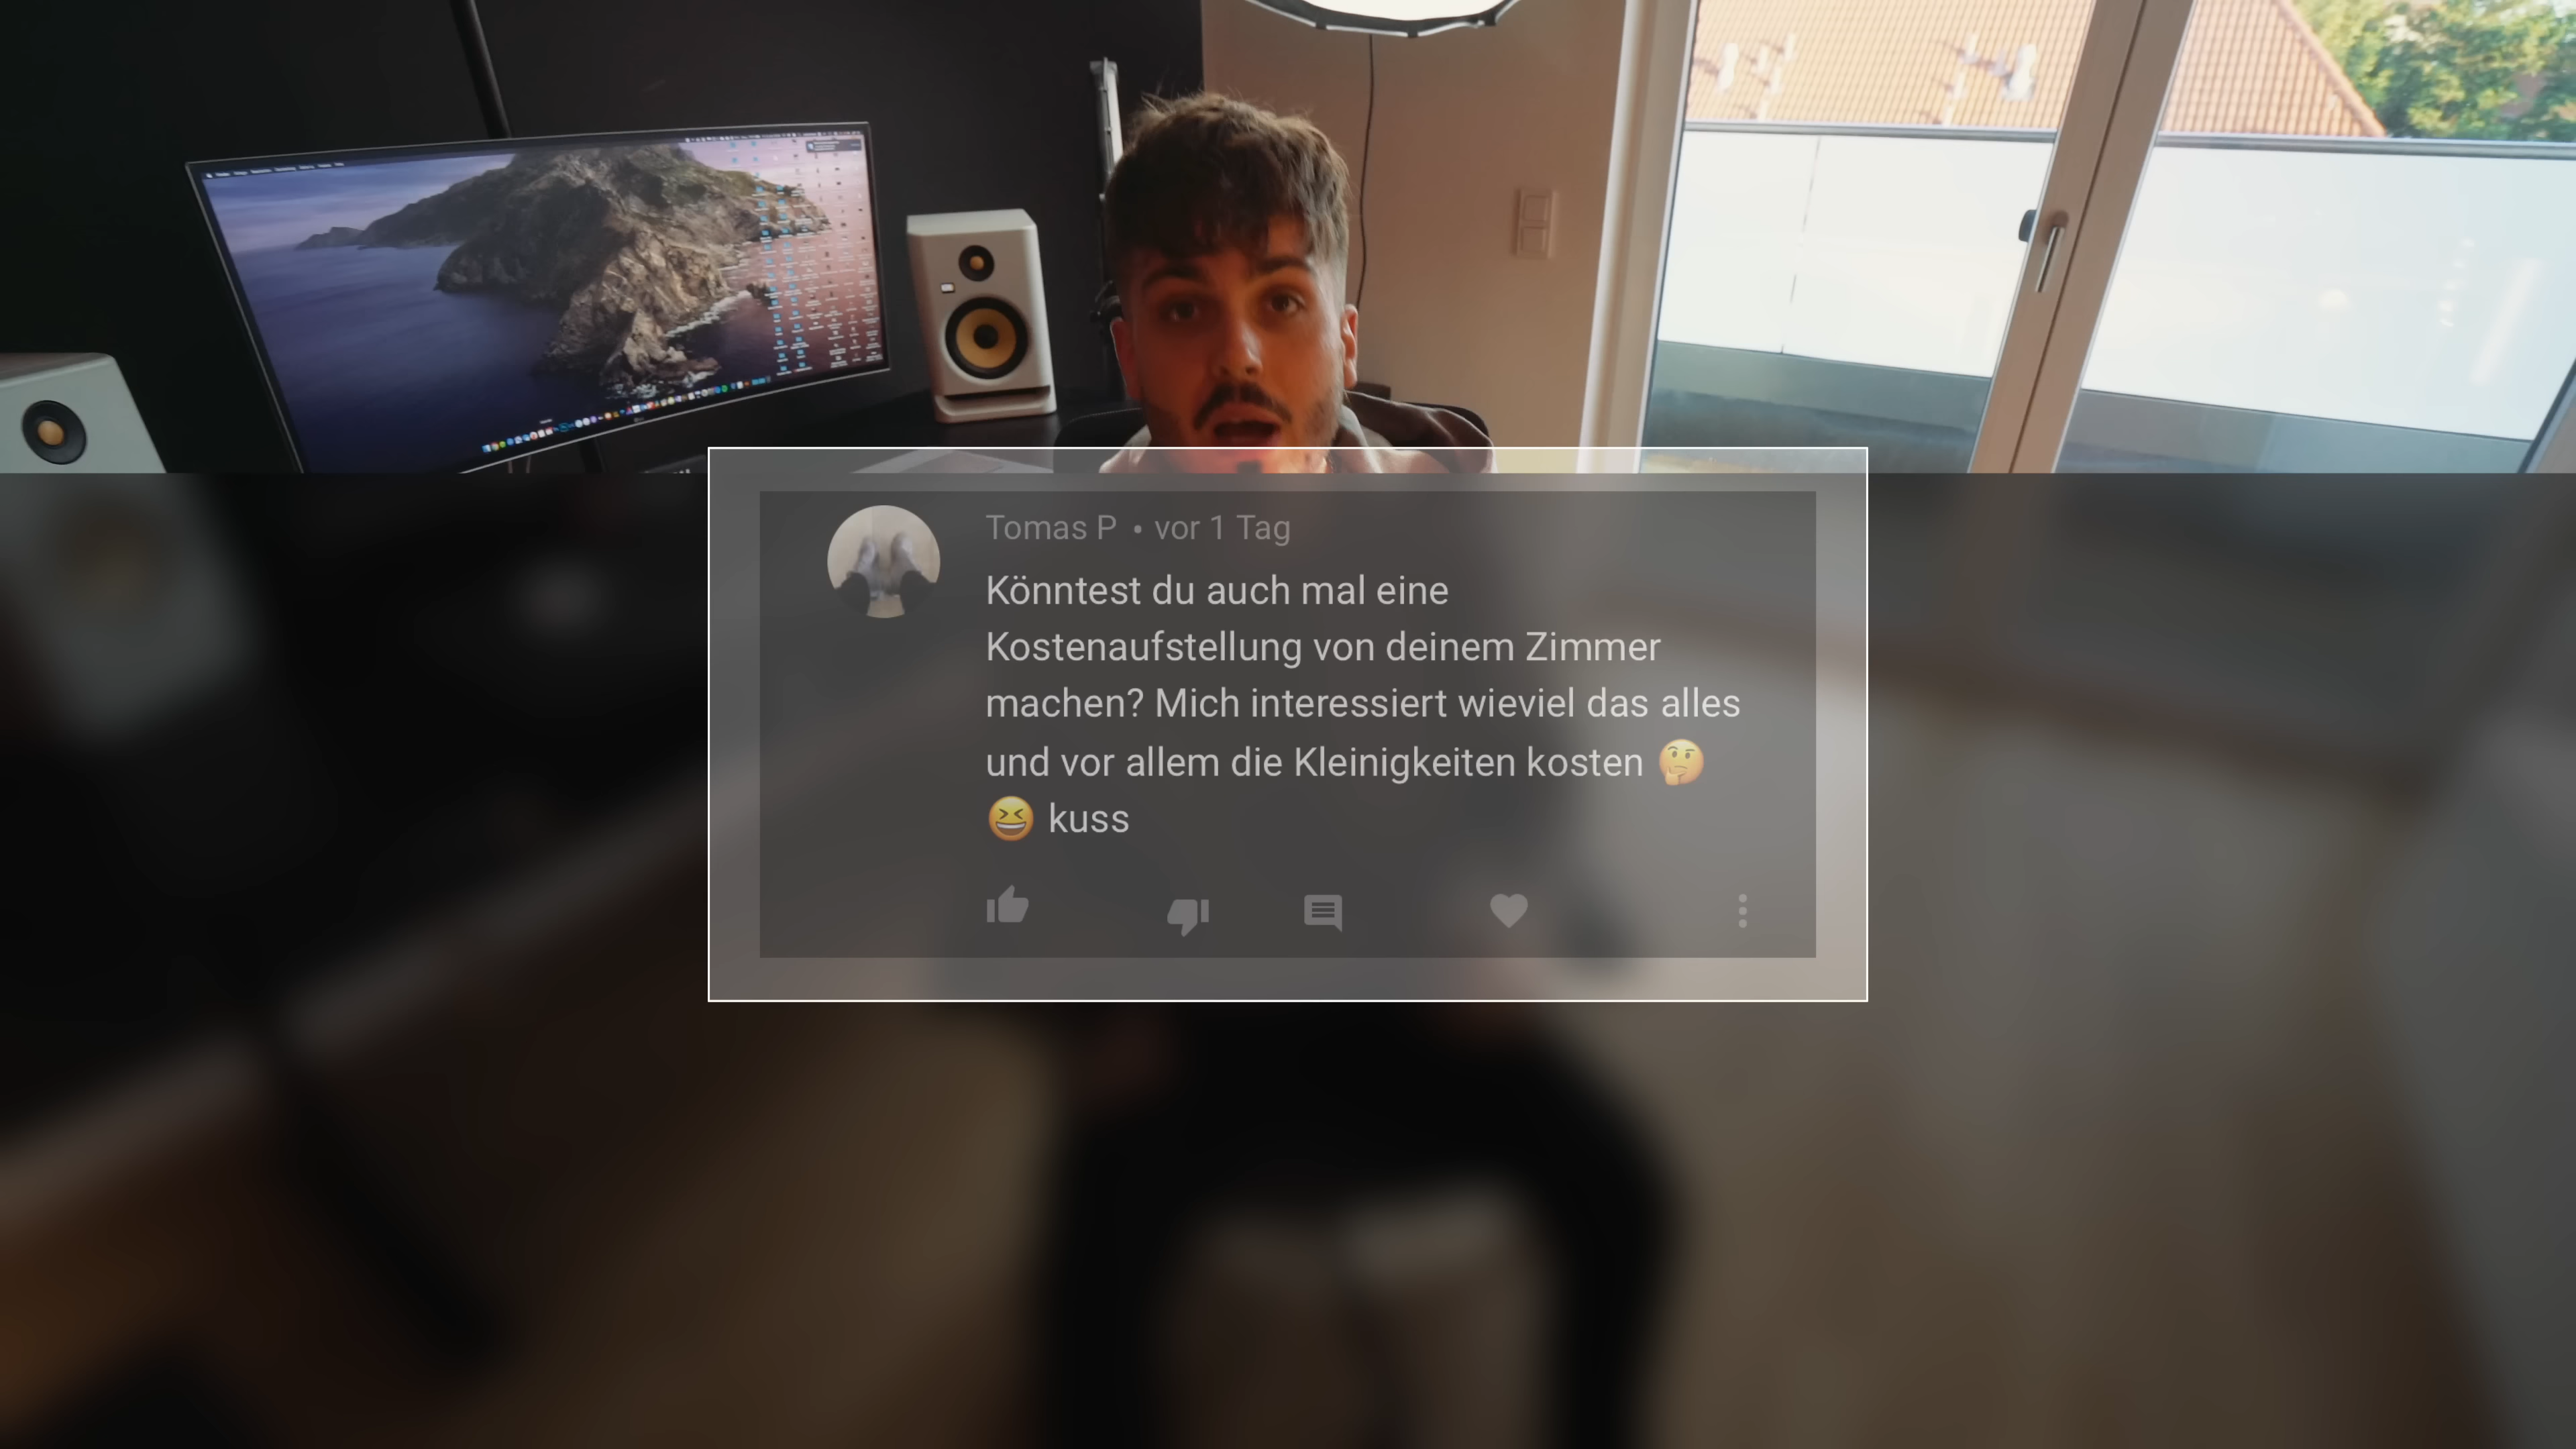 Tomas P • vor 1 Tag
Könntest du auch mal eine
Kostenaufstellung von deinem Zimmer
machen? Mich interessiert wieviel das alles
und vor allem die Kleinigkeiten kosten 🤔
😆 kuss